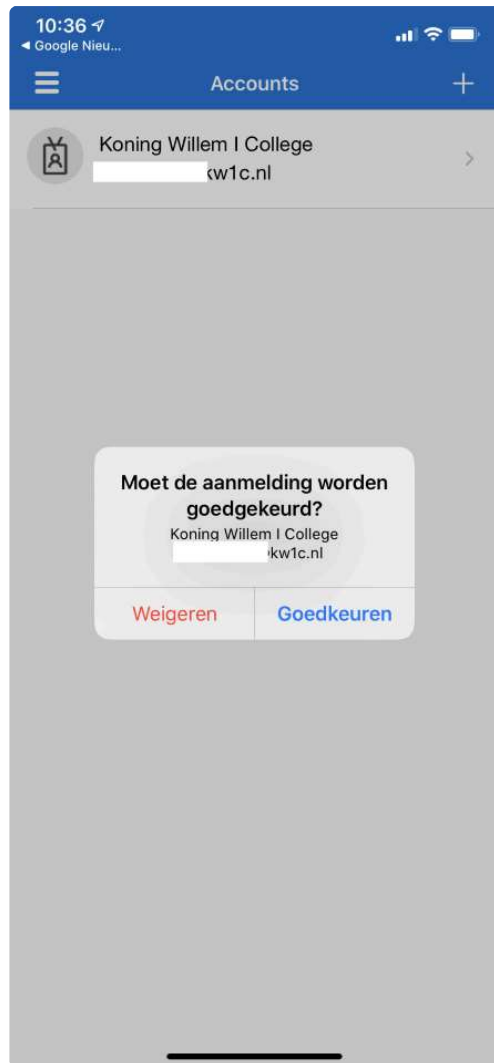 10:36
◀ Google Nieu...
Accounts
Koning Willem I College
kw1c.nl
Moet de aanmelding worden
goedgekeurd?
Koning Willem I College
kw1c.nl
Weigeren
Goedkeuren